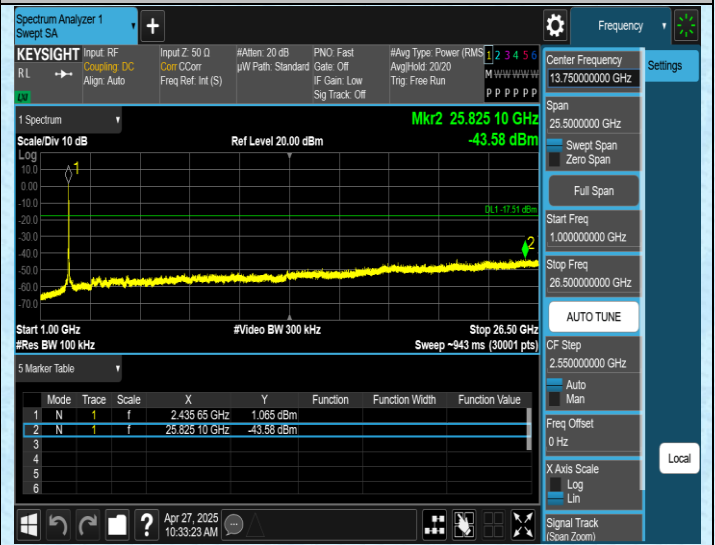 Spectrum Analyzer 1
Swept SA
+
Frequency
KEYSIGHT
RL
LXI
Input: RF
Coupling: DC
Align: Auto
Input Z: 50 Ω
Corr CCorr
Freq Ref: Int (S)
#Atten: 20 dB
µW Path: Standard
PNO: Fast
Gate: Off
IF Gain: Low
Sig Track: Off
#Avg Type: Power (RMS
Avg|Hold: 20/20
Trig: Free Run
1 2 3 4 5 6
M W W W W W
P P P P P P
1 Spectrum
Mkr2 25.825 10 GHz
-43.58 dBm
Scale/Div 10 dB
Ref Level 20.00 dBm
Log
10.0
0.00
-10.0
-20.0
-30.0
-40.0
-50.0
-60.0
-70.0
1
DL1 -17.51 dBm
2
Start 1.00 GHz
#Video BW 300 kHz
Stop 26.50 GHz
#Res BW 100 kHz
Sweep ~943 ms (30001 pts)
5 Marker Table
Mode Trace Scale X Y Function Function Width Function Value
1 N 1 f 2.435 65 GHz 1.065 dBm
2 N 1 f 25.825 10 GHz -43.58 dBm
3
4
5
6
Center Frequency
13.750000000 GHz
Settings
Span
25.5000000 GHz
Swept Span
Zero Span
Full Span
Start Freq
1.000000000 GHz
Stop Freq
26.500000000 GHz
AUTO TUNE
CF Step
2.550000000 GHz
Auto
Man
Freq Offset
0 Hz
X Axis Scale
Log
Lin
Local
Signal Track
(Span Zoom)
?
Apr 27, 2025
10:33:23 AM